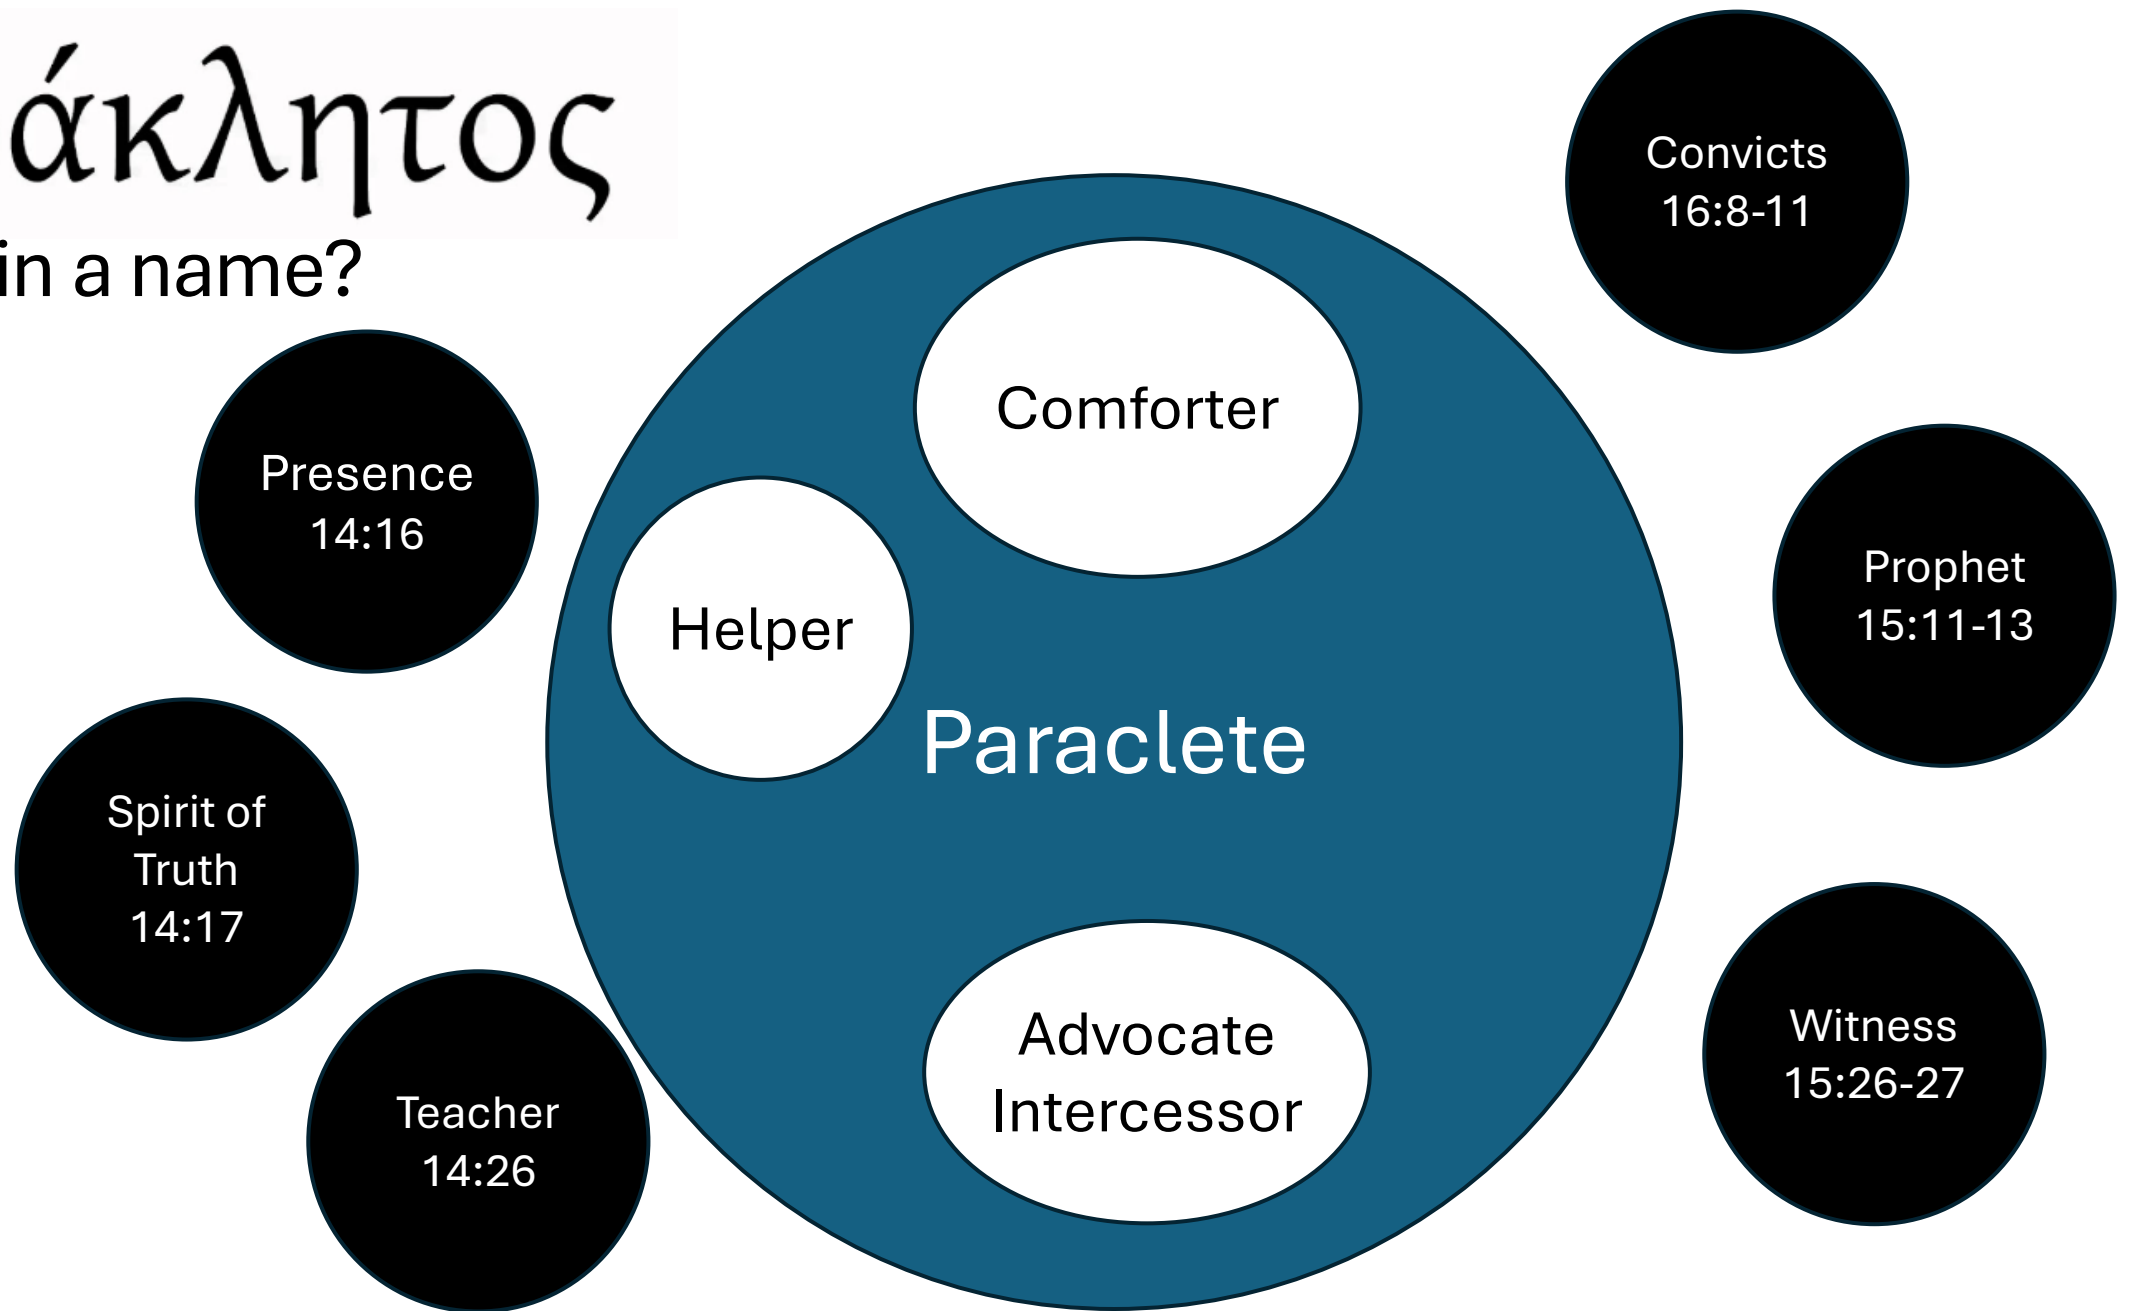 άκλητος
in a name?
Convicts
16:8-11
Comforter
Presence
14:16
Helper
Prophet
15:11-13
Paraclete
Spirit of
Truth
14:17
Advocate
Intercessor
Witness
15:26-27
Teacher
14:26